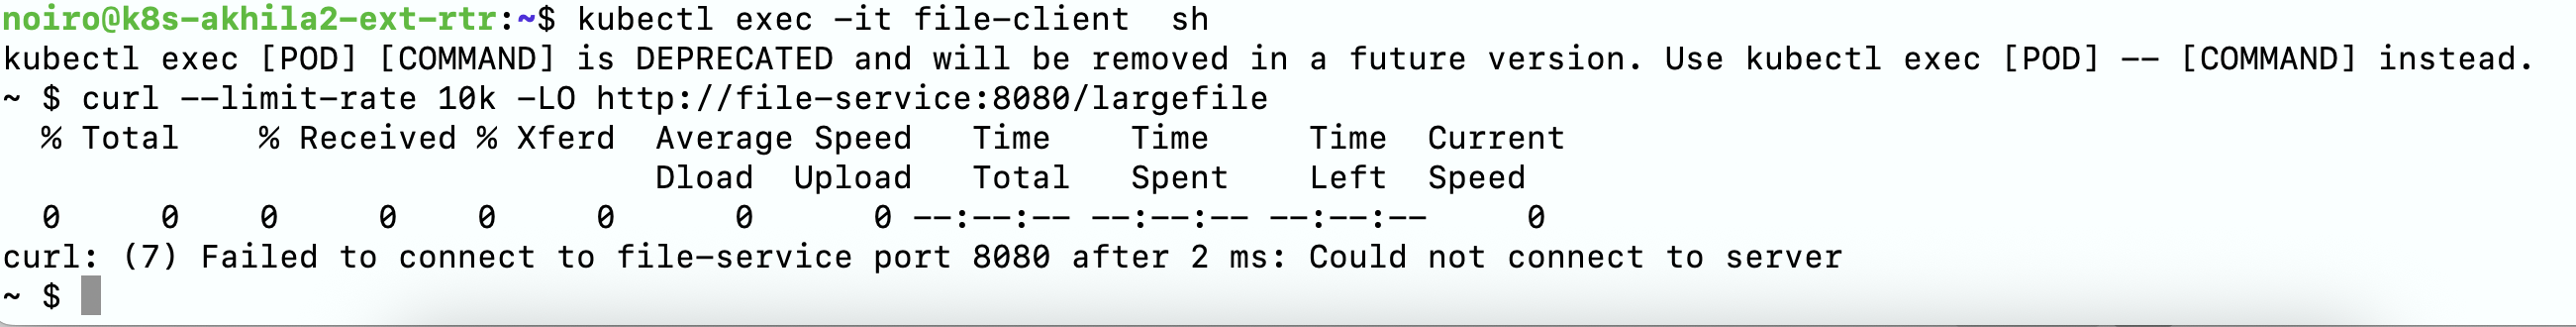 noiro@k8s-akhila2-ext-rtr:~$ kubectl exec -it file-client  sh
kubectl exec [POD] [COMMAND] is DEPRECATED and will be removed in a future version. Use kubectl exec [POD] -- [COMMAND] instead.
~ $ curl --limit-rate 10k -LO http://file-service:8080/largefile
  % Total    % Received % Xferd  Average Speed   Time    Time     Time  Current
                                 Dload  Upload   Total   Spent    Left  Speed
  0     0    0     0    0     0      0      0 --:--:-- --:--:-- --:--:--     0
curl: (7) Failed to connect to file-service port 8080 after 2 ms: Could not connect to server
~ $